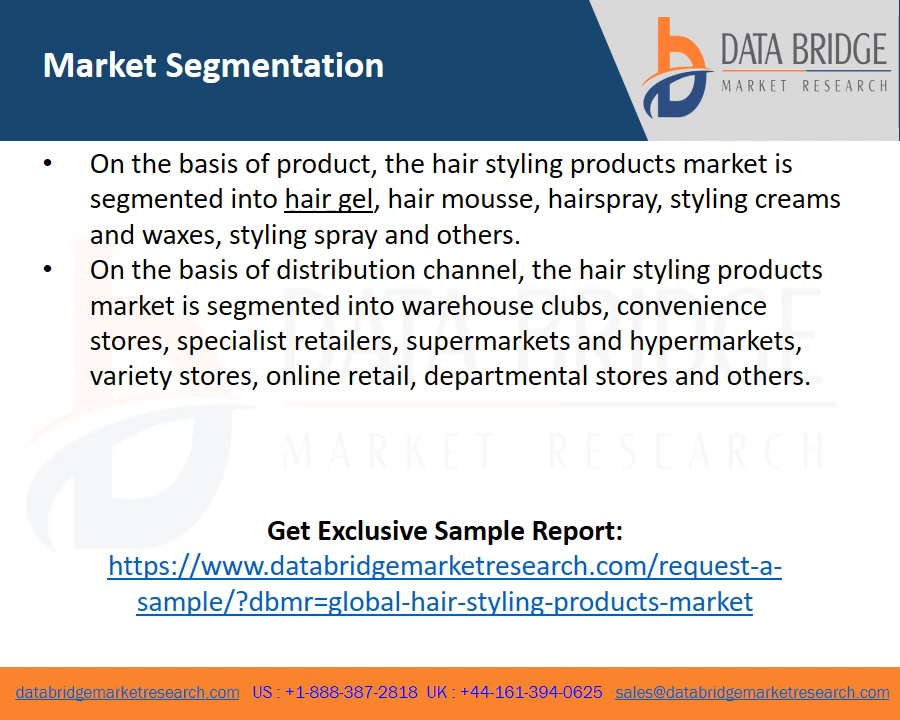 Market Segmentation
DATA BRIDGE
MARKET RESEARCH
• On the basis of product, the hair styling products market is
segmented into hair gel, hair mousse, hairspray, styling creams
and waxes, styling spray and others.
• On the basis of distribution channel, the hair styling products
market is segmented into warehouse clubs, convenience
stores, specialist retailers, supermarkets and hypermarkets,
variety stores, online retail, departmental stores and others.
DATA BRIDGE
MARKET RESEARCH
Get Exclusive Sample Report:
https://www.databridgemarketresearch.com/request-a-
sample/?dbmr=global-hair-styling-products-market
databridgemarketresearch.com US : +1-888-387-2818 UK : +44-161-394-0625 sales@databridgemarketresearch.com